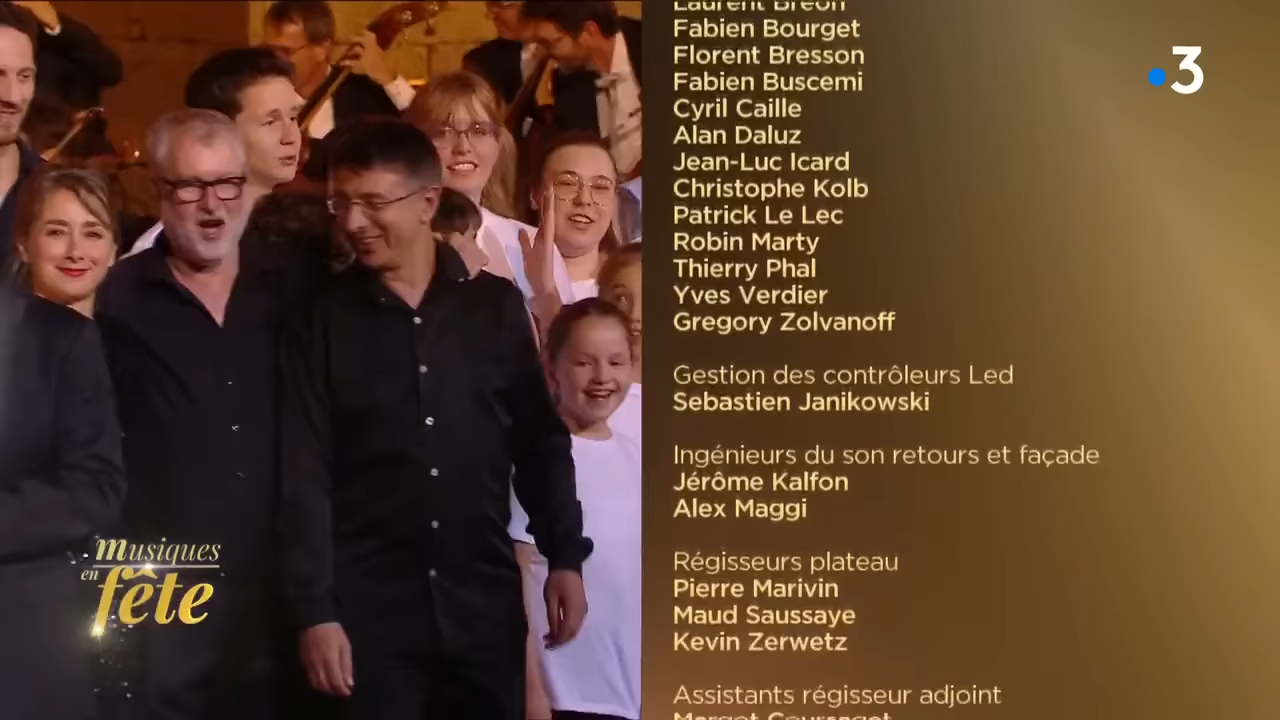 Laurent Breon
Fabien Bourget
Florent Bresson
Fabien Buscemi
Cyril Caille
Alan Daluz
Jean-Luc Icard
Christophe Kolb
Patrick Le Lec
Robin Marty
Thierry Phal
Yves Verdier
Gregory Zolvanoff
Gestion des contrôleurs Led
Sebastien Janikowski
Ingénieurs du son retours et façade
Jérôme Kalfon
Alex Maggi
Régisseurs plateau
Pierre Marivin
Maud Saussaye
Kevin Zerwetz
Assistants régisseur adjoint
3
musiques
en
fête